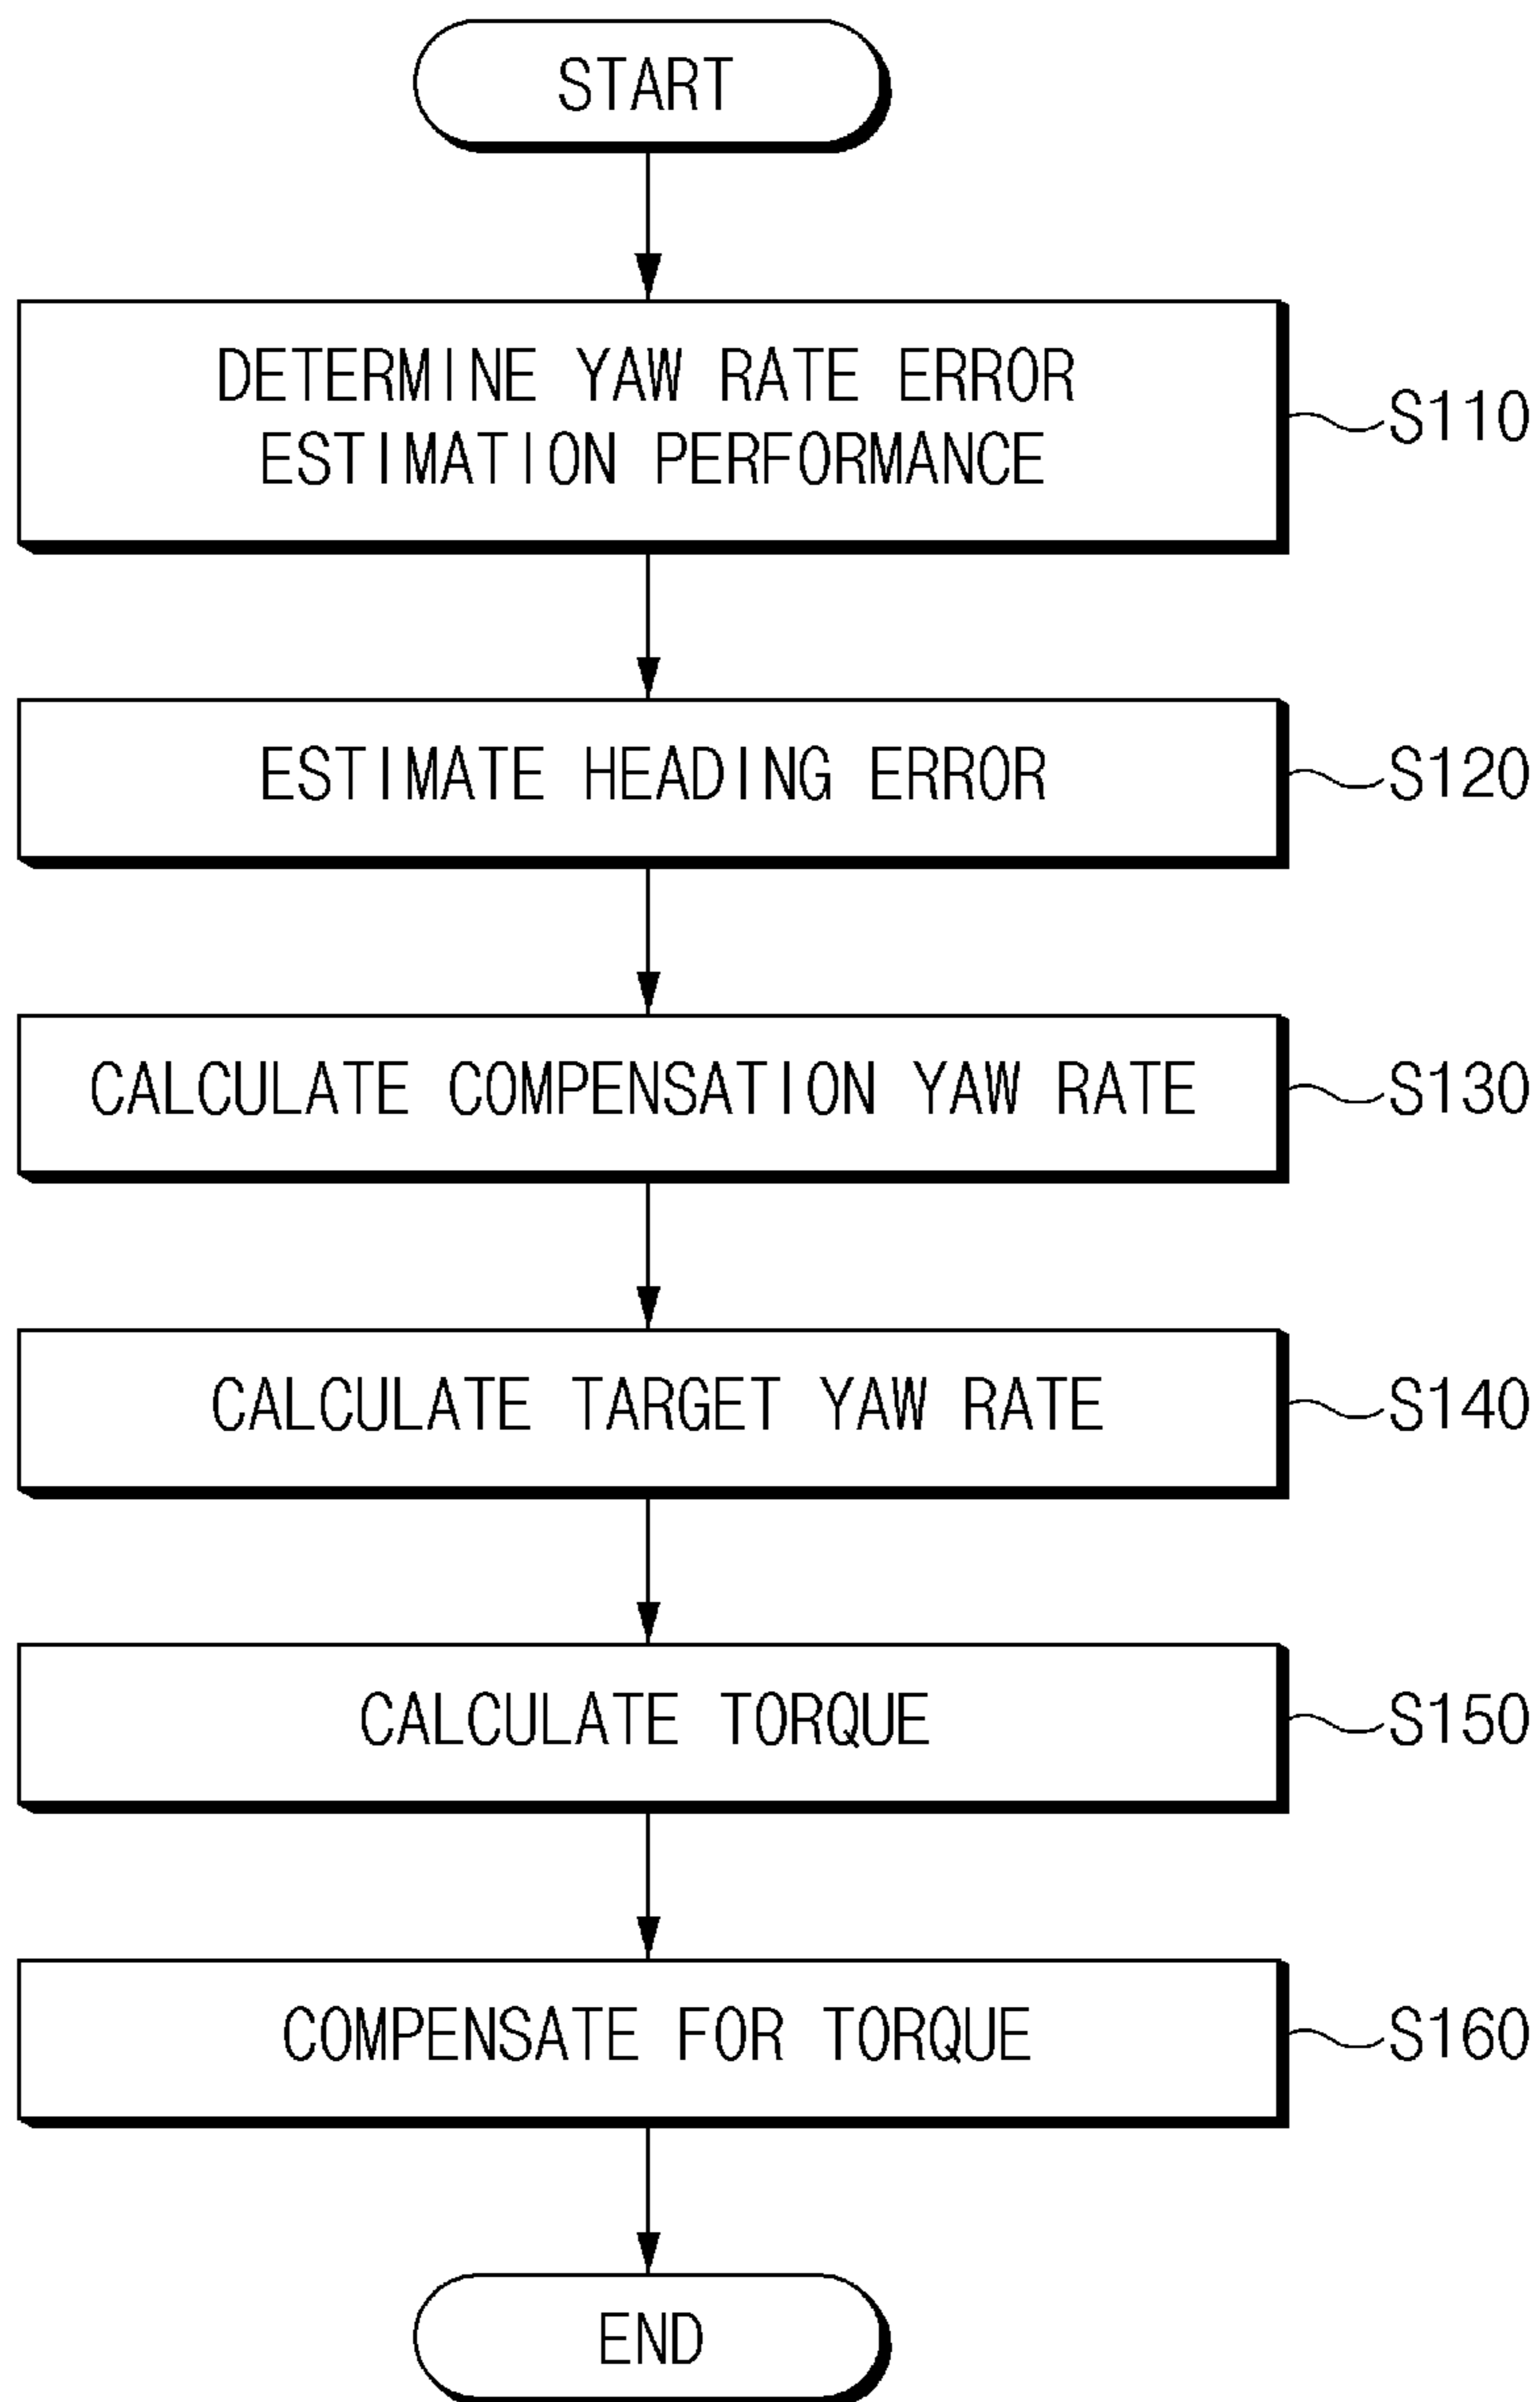 START
DETERMINE YAW RATE ERROR
ESTIMATION PERFORMANCE
S110
ESTIMATE HEADING ERROR
S120
CALCULATE COMPENSATION YAW RATE
S130
CALCULATE TARGET YAW RATE
S140
CALCULATE TORQUE
S150
COMPENSATE FOR TORQUE
S160
END